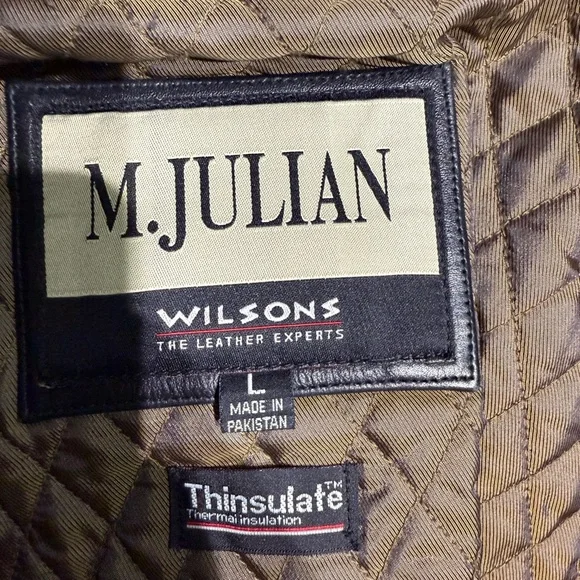 M.JULIAN
WILSONS
THE LEATHER EXPERTS
L
MADE IN
PAKISTAN
Thinsulate™
Thermal insulation